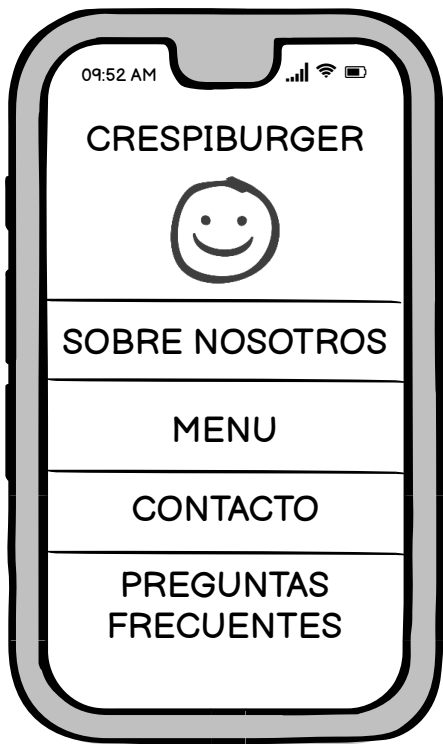 09:52 AM
CRESPIBURGER
SOBRE NOSOTROS
MENU
CONTACTO
PREGUNTAS
FRECUENTES